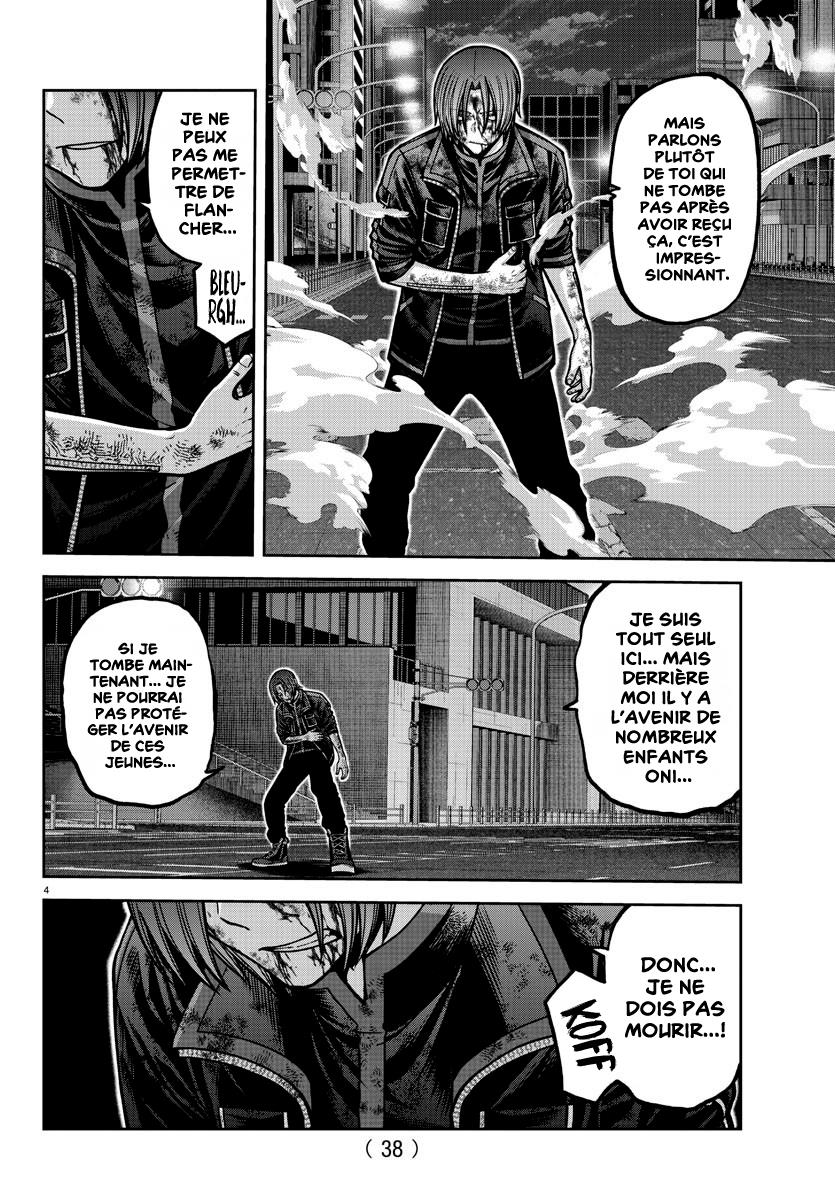 MAIS
PARLONS
PLUTÔT
DE TOI QUI
NE TOMBE
PAS APRÈS
AVOIR REÇU
ÇA, C'EST
IMPRES-
SIONNANT.
JE NE
PEUX
PAS ME
PERMET-
TRE DE
FLAN-
CHER...
BLEU-
RGH...
JE SUIS
TOUT SEUL
ICI... MAIS
DERRIÈRE
MOI IL Y A
L'AVENIR DE
NOMBREUX
ENFANTS
ONI...
SI JE
TOMBE MAIN-
TENANT... JE
NE POURRAI
PAS PROTÉ-
GER L'AVENIR
DE CES
JEUNES...
4
DONC...
JE NE
DOIS PAS
MOURIR...!
KOFF
( 38 )